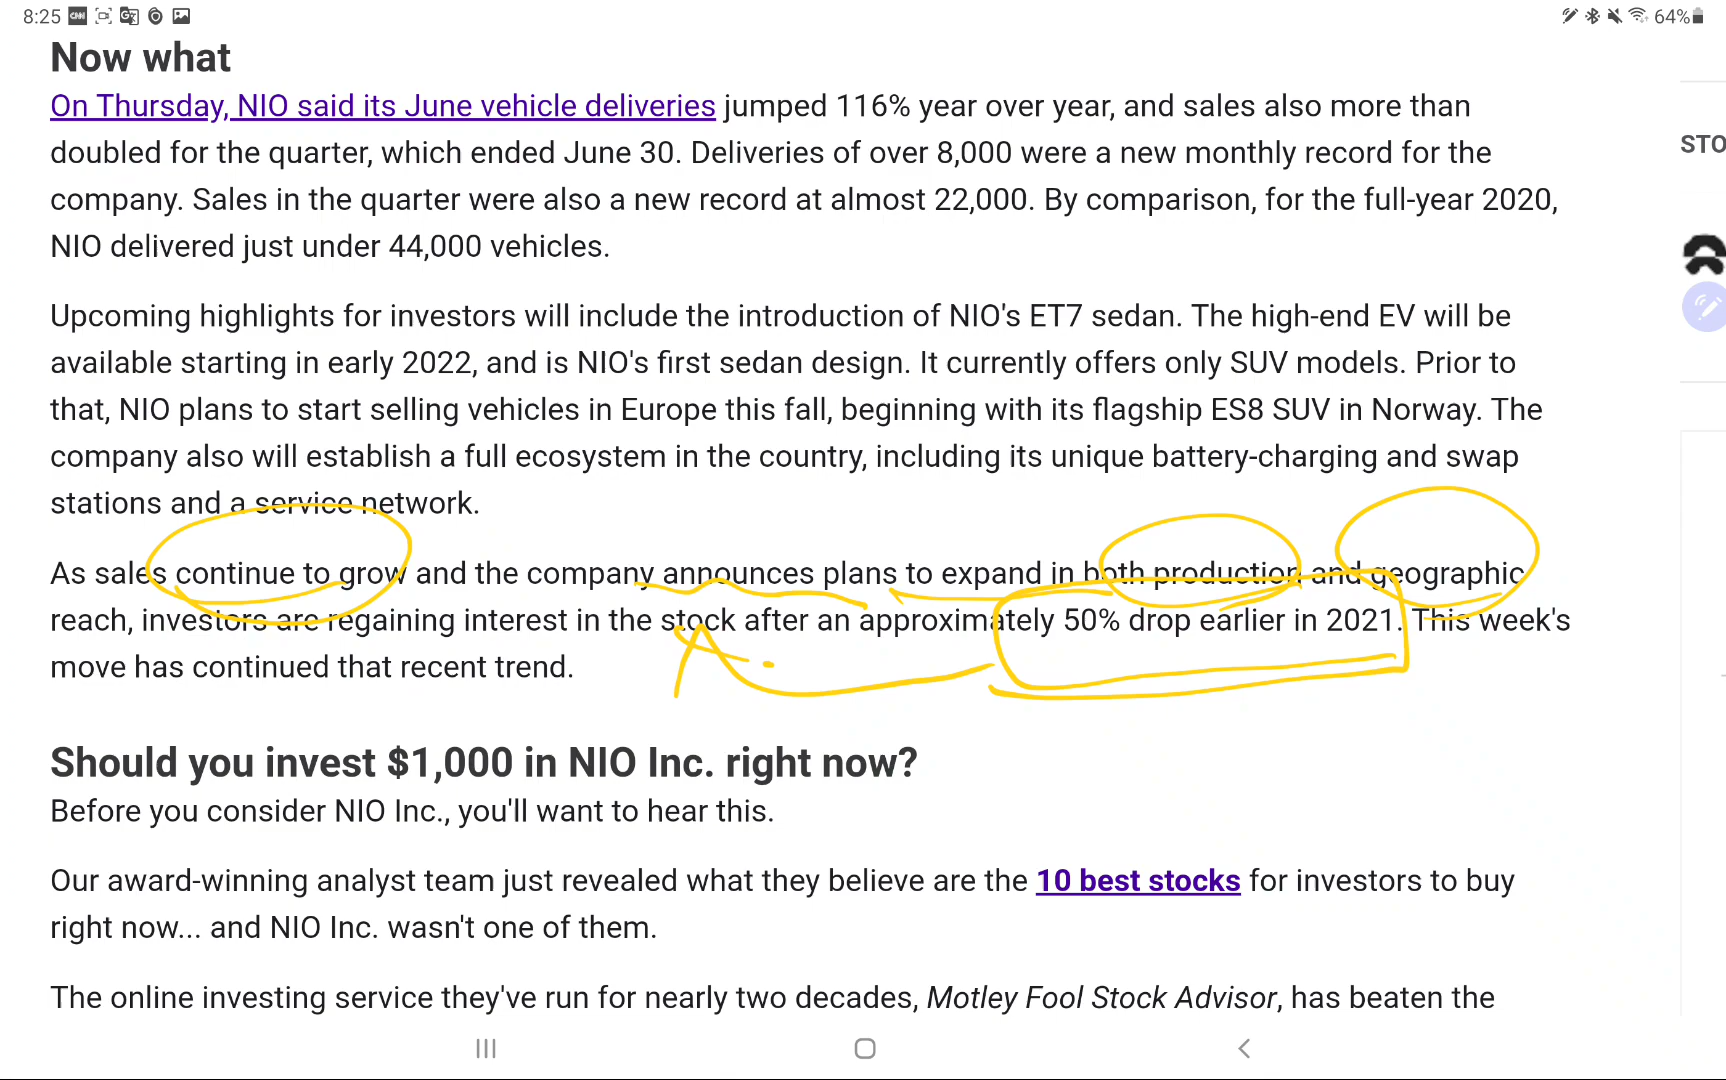 8:25
64%
Now what
On Thursday, NIO said its June vehicle deliveries jumped 116% year over year, and sales also more than
doubled for the quarter, which ended June 30. Deliveries of over 8,000 were a new monthly record for the
company. Sales in the quarter were also a new record at almost 22,000. By comparison, for the full-year 2020,
NIO delivered just under 44,000 vehicles.
Upcoming highlights for investors will include the introduction of NIO's ET7 sedan. The high-end EV will be
available starting in early 2022, and is NIO's first sedan design. It currently offers only SUV models. Prior to
that, NIO plans to start selling vehicles in Europe this fall, beginning with its flagship ES8 SUV in Norway. The
company also will establish a full ecosystem in the country, including its unique battery-charging and swap
stations and a service network.
As sales continue to grow and the company announces plans to expand in both production and geographic
reach, investors are regaining interest in the stock after an approximately 50% drop earlier in 2021. This week's
move has continued that recent trend.
Should you invest $1,000 in NIO Inc. right now?
Before you consider NIO Inc., you'll want to hear this.
Our award-winning analyst team just revealed what they believe are the 10 best stocks for investors to buy
right now... and NIO Inc. wasn't one of them.
The online investing service they've run for nearly two decades, Motley Fool Stock Advisor, has beaten the
STO